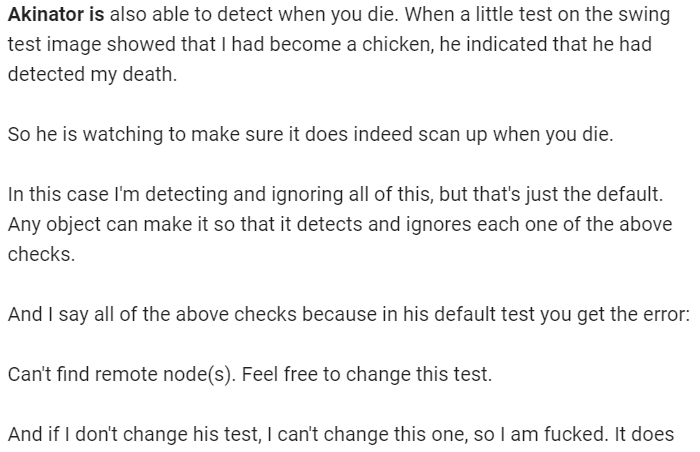 Akinator is also able to detect when you die. When a little test on the swing
test image showed that I had become a chicken, he indicated that he had
detected my death.
So he is watching to make sure it does indeed scan up when you die.
In this case I'm detecting and ignoring all of this, but that's just the default.
Any object can make it so that it detects and ignores each one of the above
checks.
And I say all of the above checks because in his default test you get the error:
Can't find remote node(s). Feel free to change this test.
And if I don't change his test, I can't change this one, so I am fucked. It does